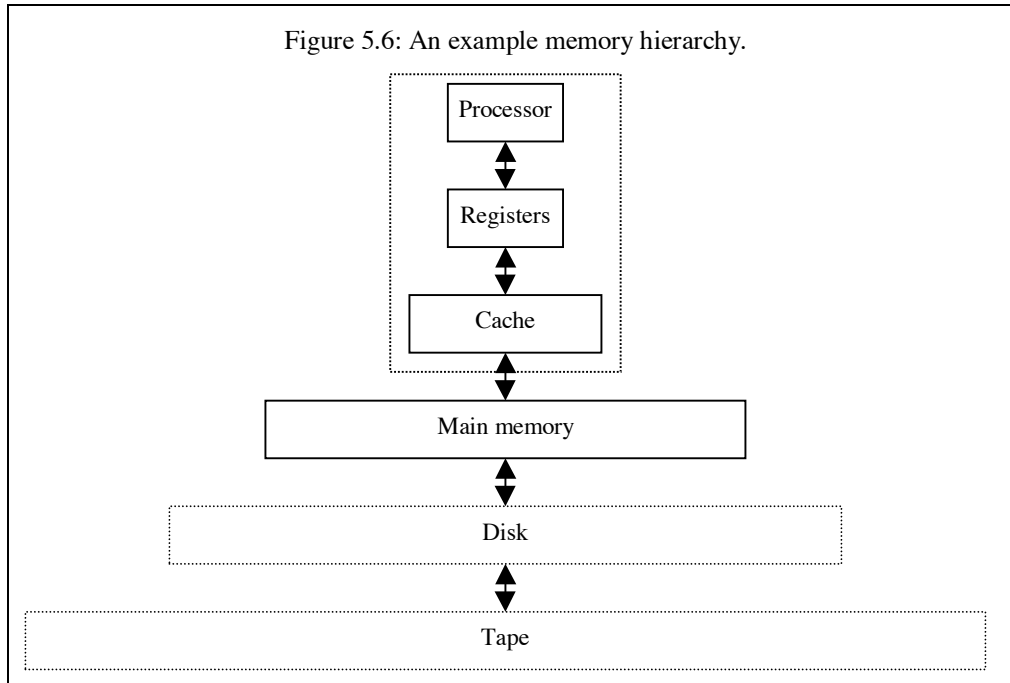 Figure 5.6: An example memory hierarchy.
Processor
Registers
Cache
Main memory
Disk
Tape